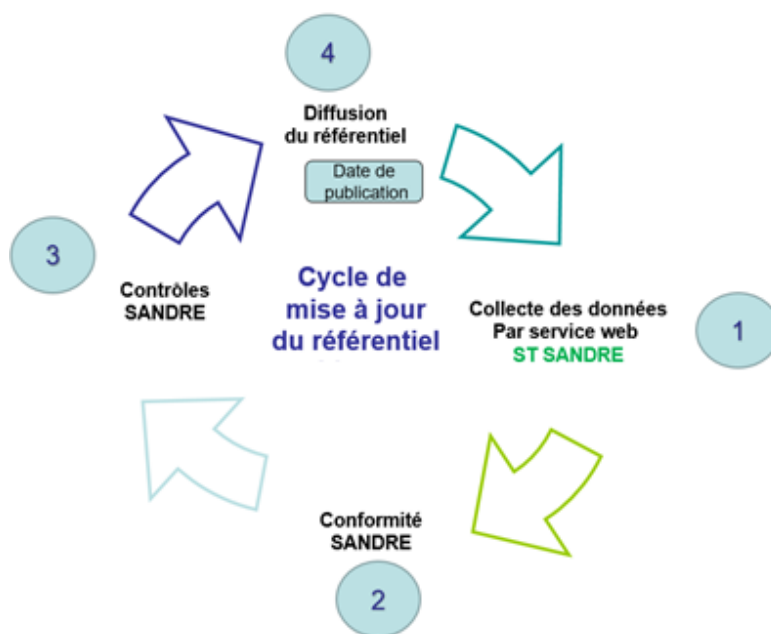 4
Diffusion
du référentiel
Date de
publication
3
Contrôles
SANDRE
Cycle de
mise à jour
du référentiel
Collecte des données
Par service web
ST SANDRE
1
Conformité
SANDRE
2